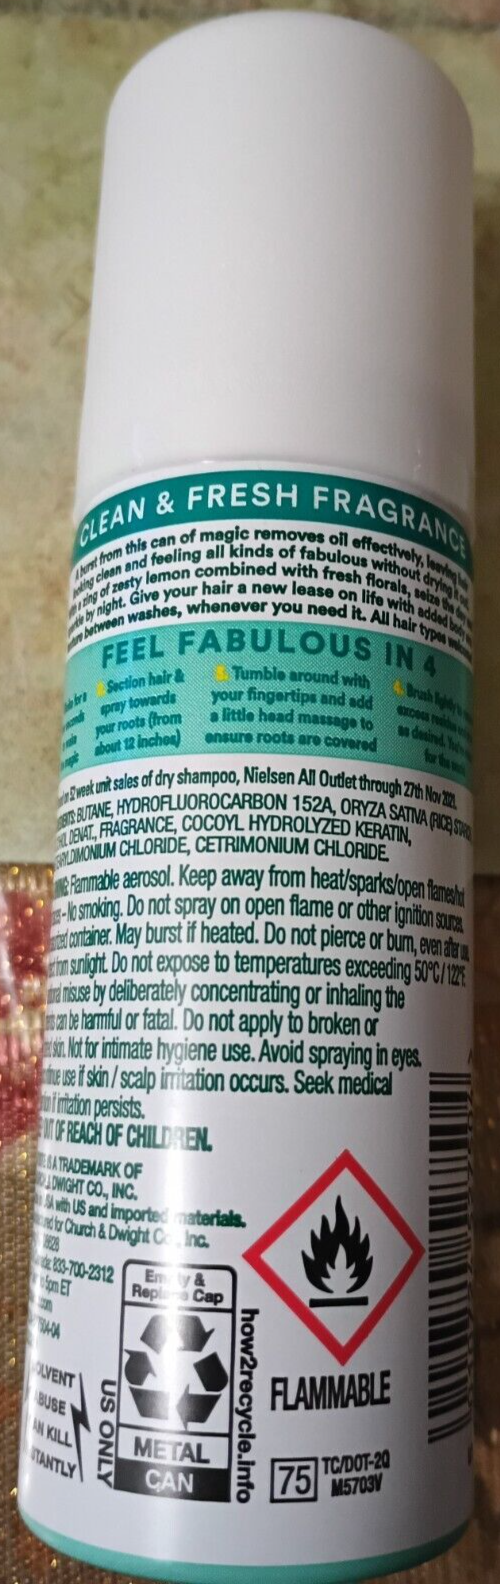 CLEAN & FRESH FRAGRANCE
burst from this can of magic removes oil effectively, leaving
looking clean and feeling all kinds of fabulous without drying
ring of zesty lemon combined with fresh florals, seize the
by night. Give your hair a new lease on life with added body
between washes, whenever you need it. All hair types
FEEL FABULOUS IN 4
Section hair &
spray towards
your roots (from
about 12 inches)
3. Tumble around with
your fingertips and add
a little head massage to
ensure roots are covered
4. Brush lightly
excess
as desired.
for the
52 week unit sales of dry shampoo, Nielsen All Outlet through 27th Nov 2021.
BUTANE, HYDROFLUOROCARBON 152A, ORYZA SATIVA (RICE) STARCH
DENAT., FRAGRANCE, COCOYL HYDROLYZED KERATIN,
CHLORIDE, CETRIMONIUM CHLORIDE.
Flammable aerosol. Keep away from heat/sparks/open flames/hot
No smoking. Do not spray on open flame or other ignition sources.
container. May burst if heated. Do not pierce or burn, even after use.
from sunlight. Do not expose to temperatures exceeding 50°C/122°F.
misuse by deliberately concentrating or inhaling the
can be harmful or fatal. Do not apply to broken or
skin. Not for intimate hygiene use. Avoid spraying in eyes.
use if skin / scalp irritation occurs. Seek medical
if irritation persists.
OUT OF REACH OF CHILDREN.
IS A TRADEMARK OF
DWIGHT CO., INC.
USA with US and imported materials.
for Church & Dwight Co., Inc.
833-700-2312
5pm ET
SOLVENT
ABUSE
CAN KILL
INSTANTLY
US ONLY
Empty &
Replace Cap
METAL
CAN
how2recycle.info
FLAMMABLE
75
TC/DOT-2Q
M5703V